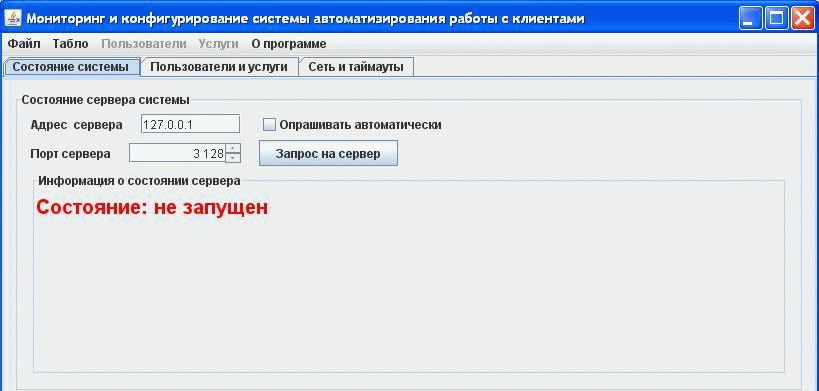 Мониторинг и конфигурирование системы автоматизирования работы с клиентами
Файл Табло Пользователи Услуги О программе
Состояние системы Пользователи и услуги Сеть и таймауты
Состояние сервера системы
Адрес сервера 127.0.0.1 Опрашивать автоматически
Порт сервера 3 128 Запрос на сервер
Информация о состоянии сервера
Состояние: не запущен